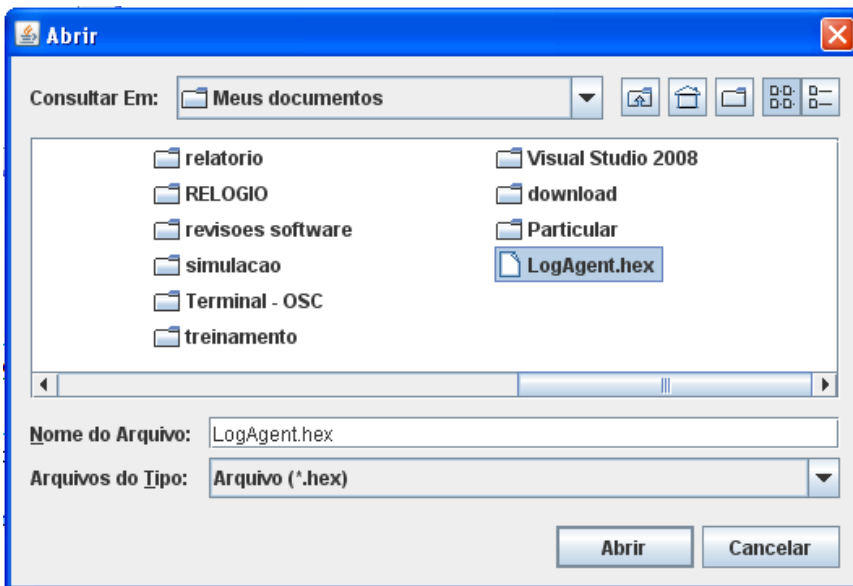 Abrir
Consultar Em: Meus documentos
relatorio
RELOGIO
revisoes software
simulacao
Terminal - OSC
treinamento
Visual Studio 2008
download
Particular
LogAgent.hex
Nome do Arquivo: LogAgent.hex
Arquivos do Tipo: Arquivo (*.hex)
Abrir Cancelar